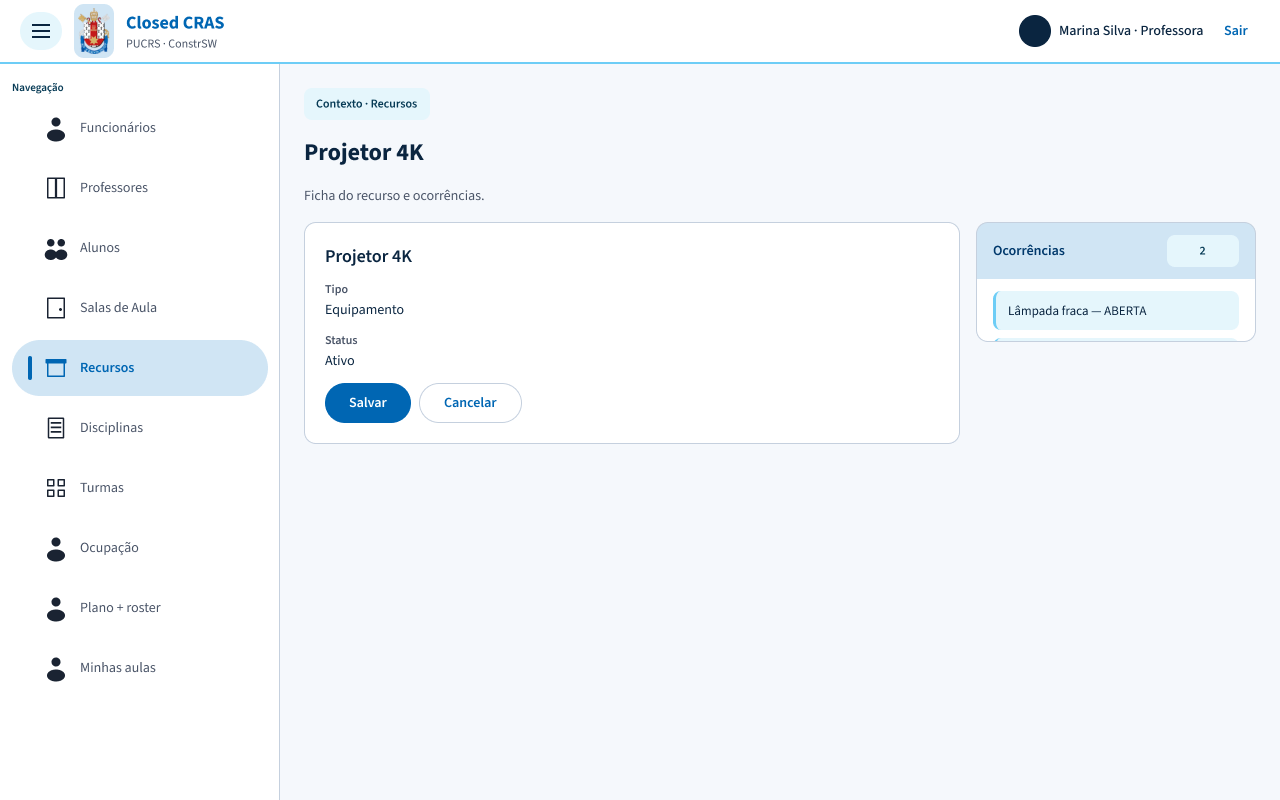 Closed CRAS
PUCRS · ConstrSW
Marina Silva · Professora
Sair
Navegação
Funcionários
Professores
Alunos
Salas de Aula
Recursos
Disciplinas
Turmas
Ocupação
Plano + roster
Minhas aulas
Contexto · Recursos
Projetor 4K
Ficha do recurso e ocorrências.
Projetor 4K
Tipo
Equipamento
Status
Ativo
Salvar
Cancelar
Ocorrências
2
Lâmpada fraca — ABERTA